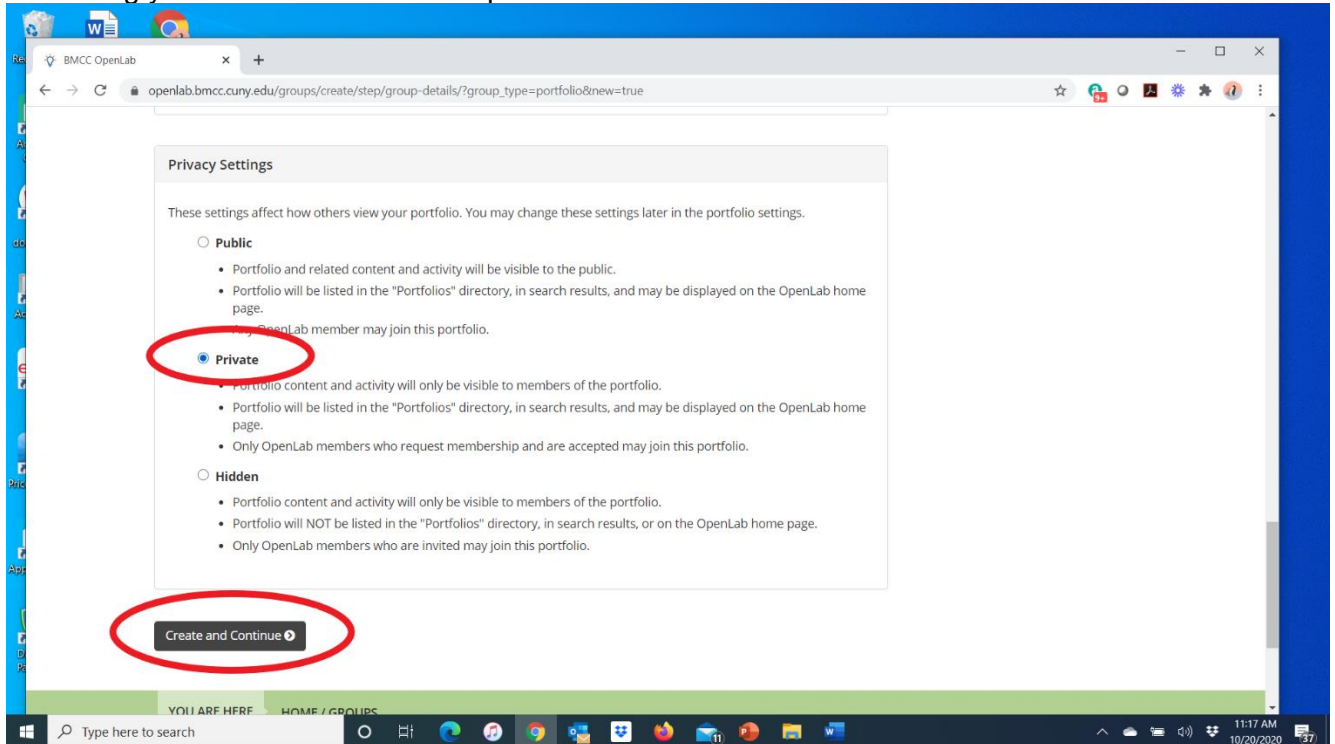 BMCC OpenLab
openlab.bmcc.cuny.edu/groups/create/step/group-details/?group_type=portfolio&new=true
9+
Privacy Settings
These settings affect how others view your portfolio. You may change these settings later in the portfolio settings.
Public
• Portfolio and related content and activity will be visible to the public.
• Portfolio will be listed in the "Portfolios" directory, in search results, and may be displayed on the OpenLab home
page.
OpenLab member may join this portfolio.
Private
• Portfolio content and activity will only be visible to members of the portfolio.
• Portfolio will be listed in the "Portfolios" directory, in search results, and may be displayed on the OpenLab home
page.
• Only OpenLab members who request membership and are accepted may join this portfolio.
Hidden
• Portfolio content and activity will only be visible to members of the portfolio.
• Portfolio will NOT be listed in the "Portfolios" directory, in search results, or on the OpenLab home page.
• Only OpenLab members who are invited may join this portfolio.
Create and Continue
YOU ARE HERE HOME / GROUPS
Type here to search
11
11:17 AM
10/20/2020
37